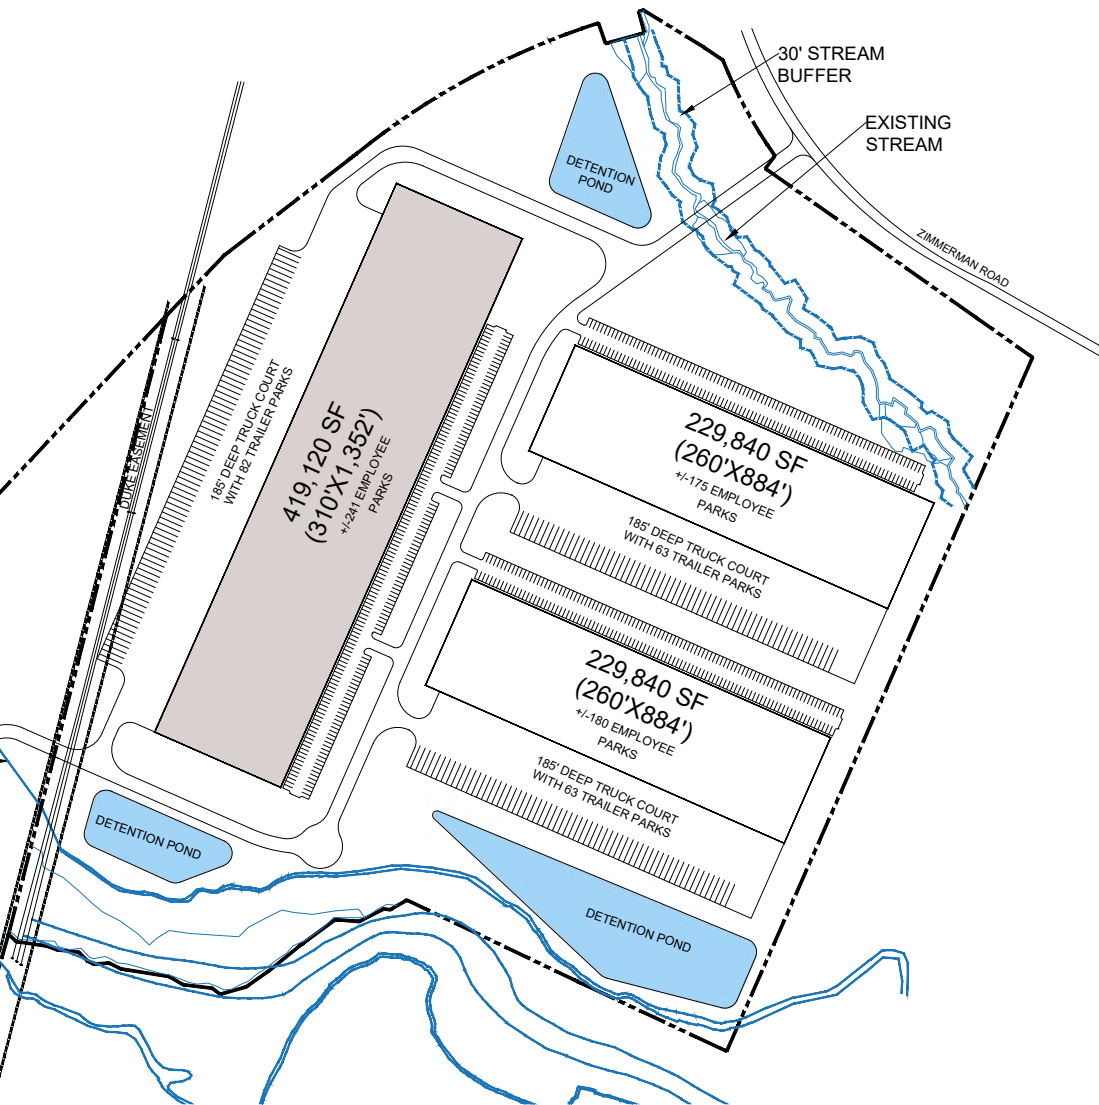 30' STREAM
BUFFER
EXISTING
STREAM
DETENTION
POND
ZIMMERMAN ROAD
185' DEEP TRUCK COURT
WITH 82 TRAILER PARKS
DUKE EASEMENT
419,120 SF
(310'X1,352')
+/-241 EMPLOYEE
PARKS
229,840 SF
(260'X884')
+/-175 EMPLOYEE
PARKS
185' DEEP TRUCK COURT
WITH 63 TRAILER PARKS
229,840 SF
(260'X884')
+/-180 EMPLOYEE
PARKS
185' DEEP TRUCK COURT
WITH 63 TRAILER PARKS
DETENTION POND
DETENTION POND